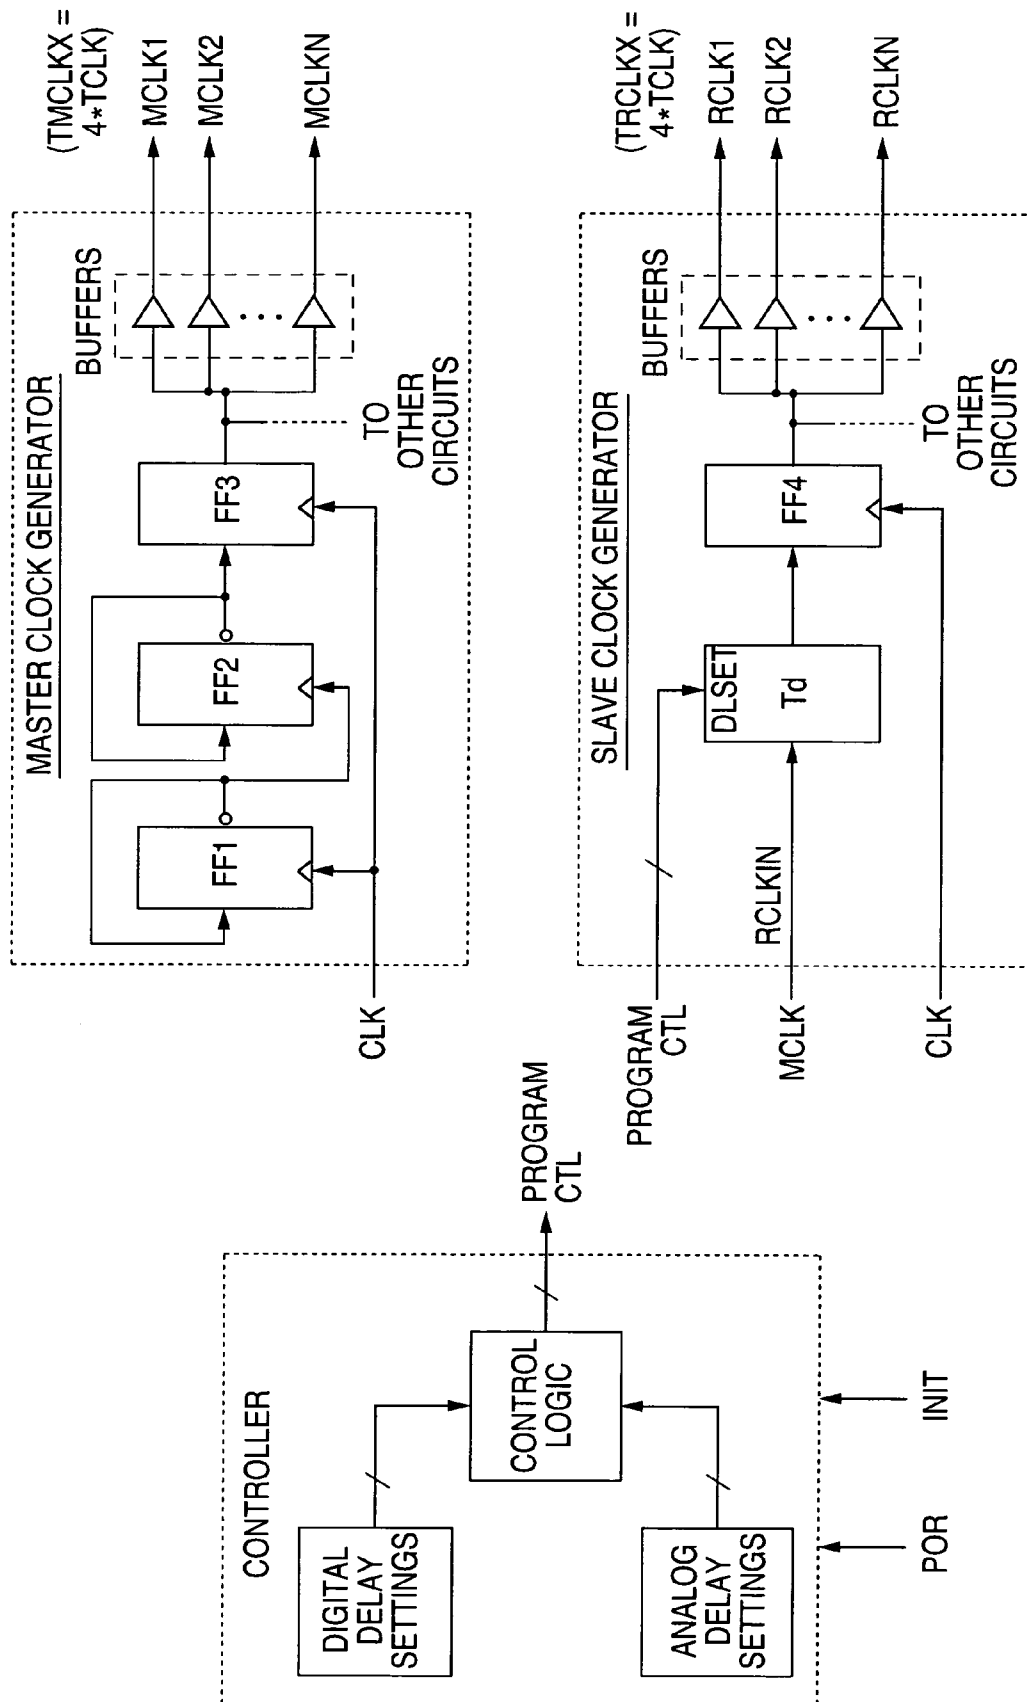 CONTROLLER
DIGITAL
DELAY
SETTINGS
ANALOG
DELAY
SETTINGS
CONTROL
LOGIC
PROGRAM
CTL
POR
INIT
MASTER CLOCK GENERATOR
CLK
FF1
FF2
FF3
TO
OTHER
CIRCUITS
BUFFERS
(TMCLKX =
4*TCLK)
MCLK1
MCLK2
MCLKN
SLAVE CLOCK GENERATOR
PROGRAM
CTL
MCLK
RCLKIN
CLK
DLSET
Td
FF4
TO
OTHER
CIRCUITS
BUFFERS
(TRCLKX =
4*TCLK)
RCLK1
RCLK2
RCLKN